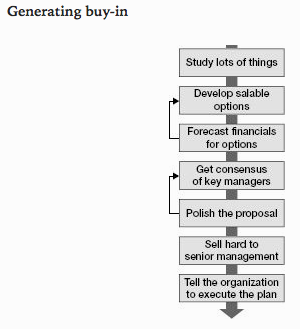 Generating buy-in
Study lots of things
Develop salable
options
Forecast financials
for options
Get consensus
of key managers
Polish the proposal
Sell hard to
senior management
Tell the organization
to execute the plan